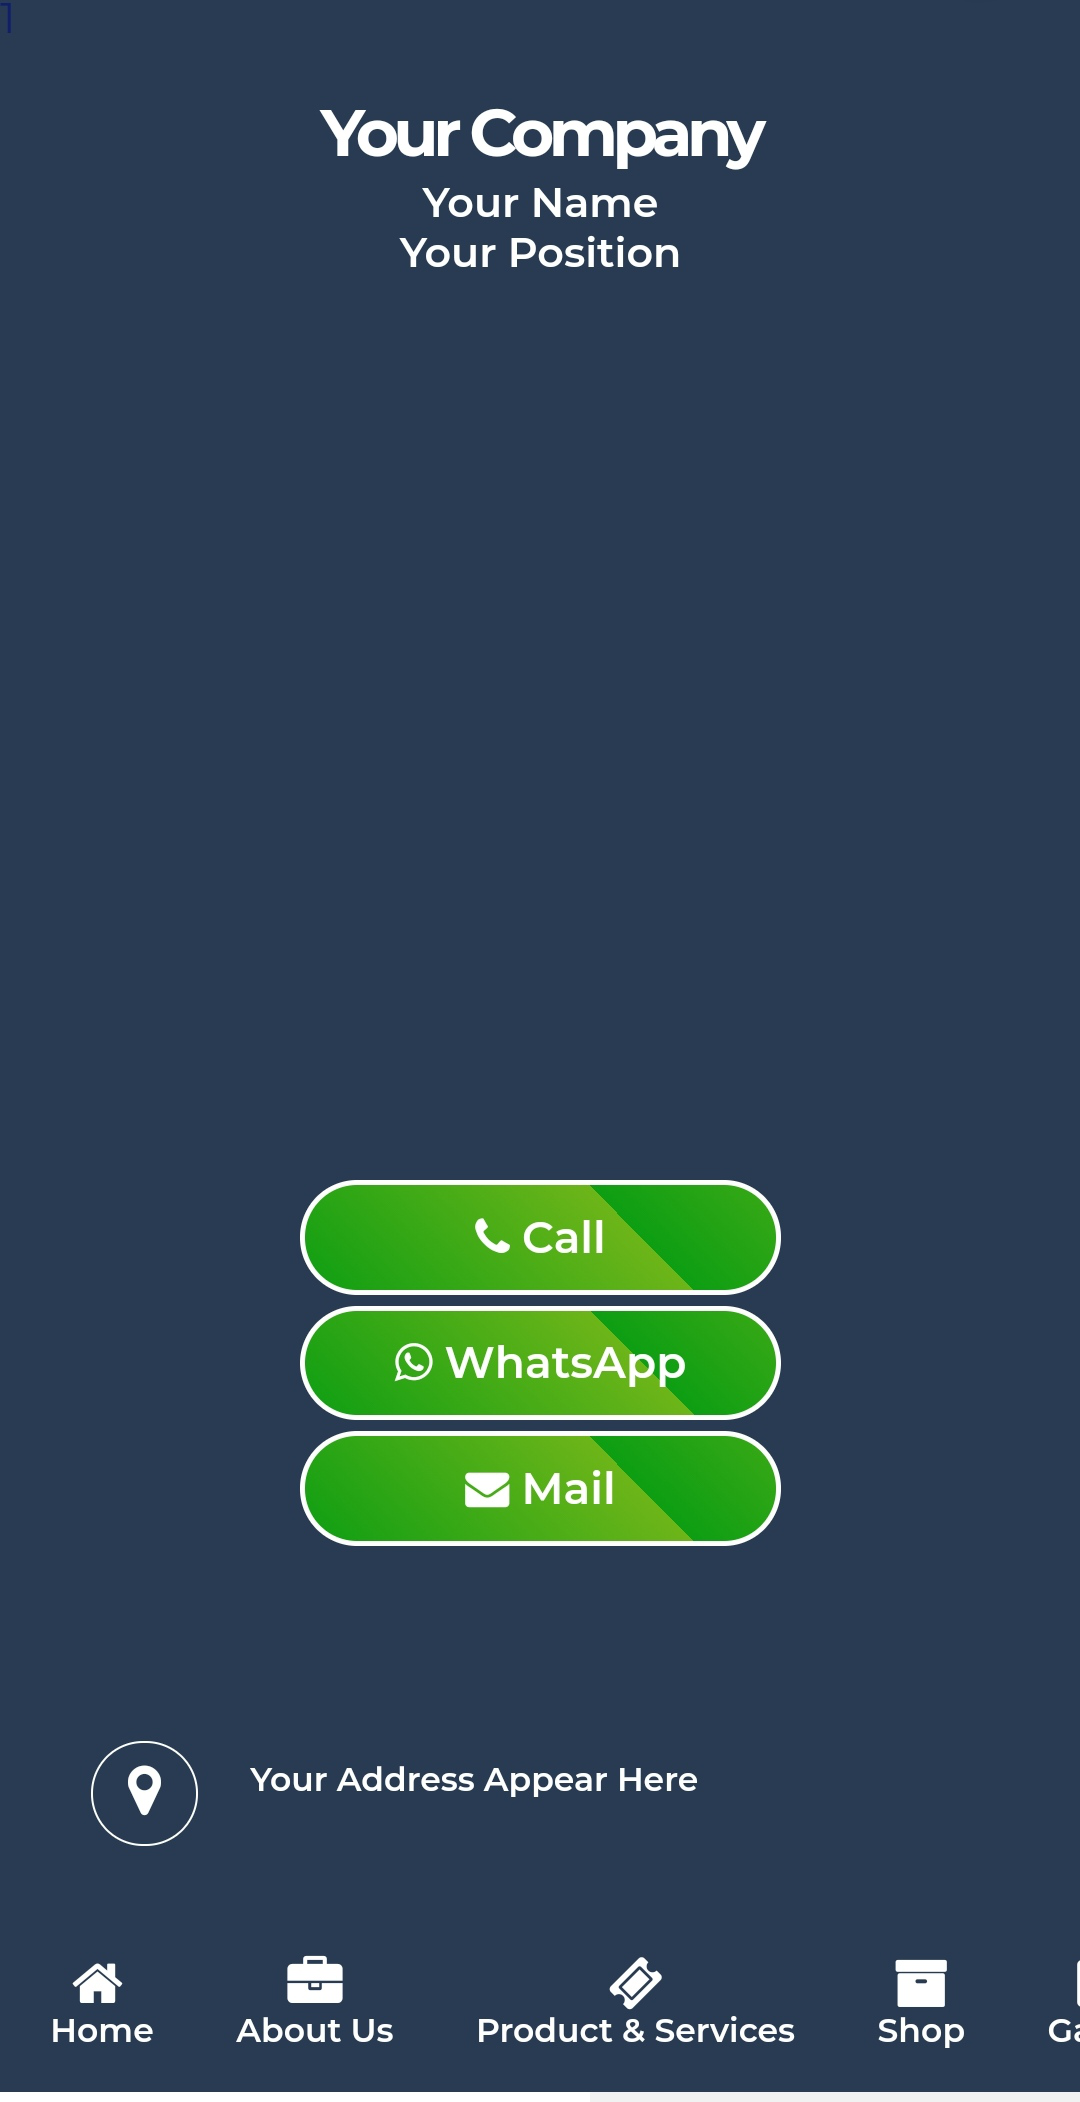 1
Your Company
Your Name
Your Position
Call
WhatsApp
Mail
Your Address Appear Here
Home About Us Product & Services Shop Ga